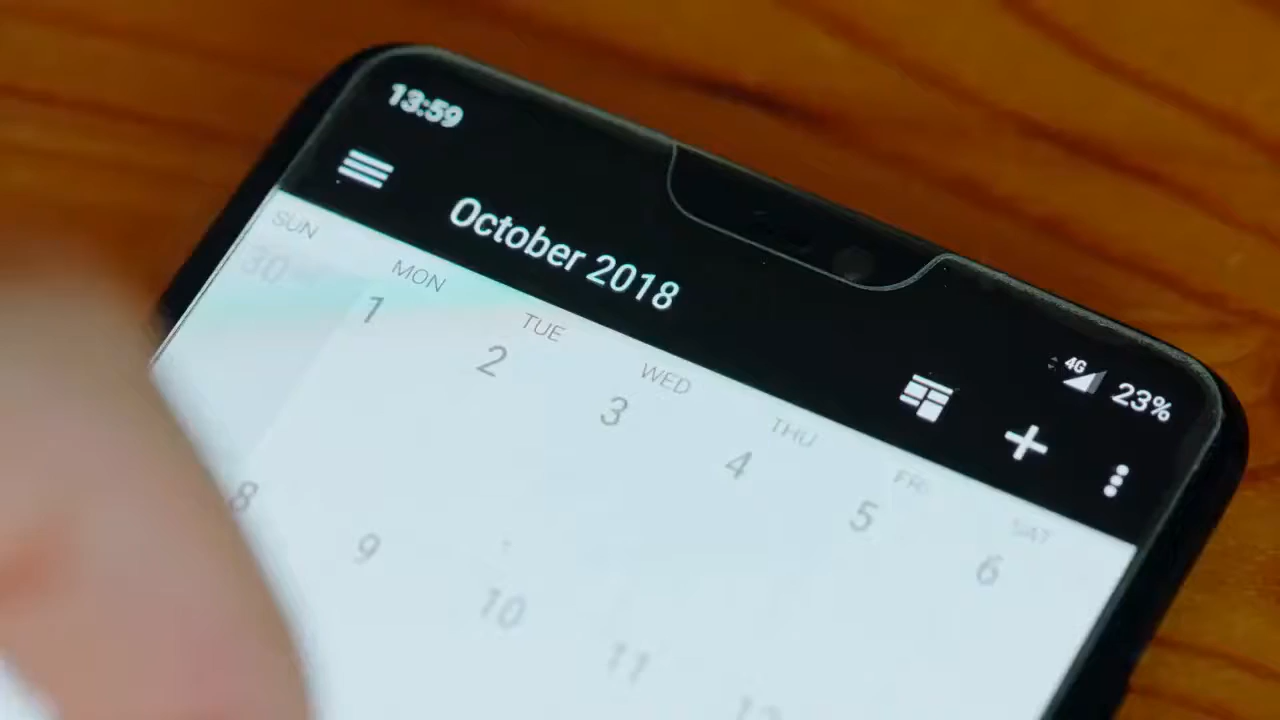 13:59
4G 23%
October 2018
SUN MON TUE WED THU FRI SAT
30 1 2 3 4 5 6
8 9 10 11